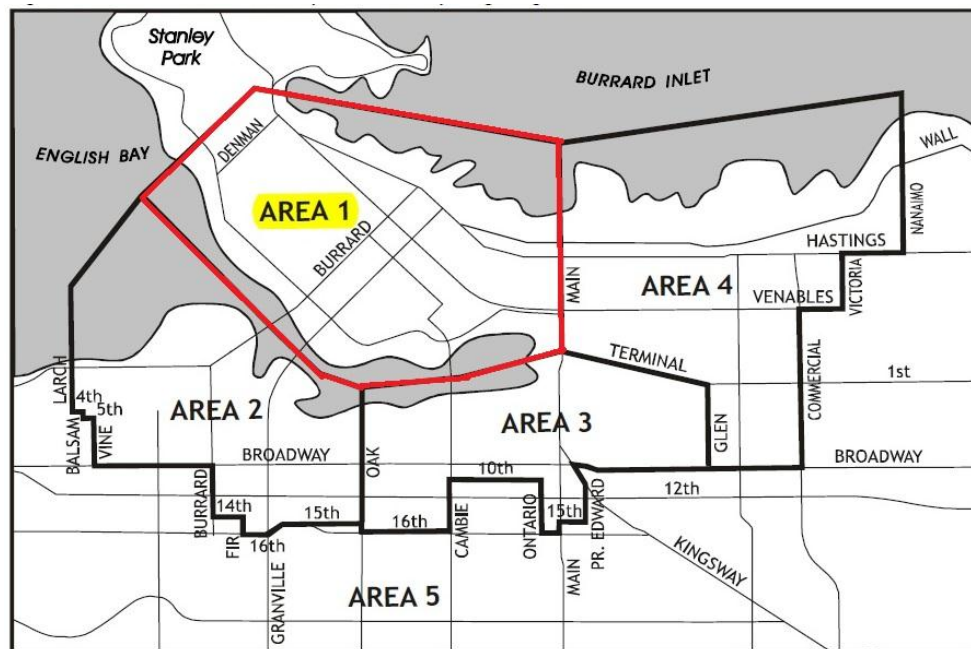 Stanley
Park
BURRARD INLET
DENMAN
ENGLISH BAY
WALL
AREA 1
NANAIMO
BURRARD
HASTINGS
MAIN
AREA 4
VICTORIA
VENABLES
TERMINAL
LARCH
1st
COMMERCIAL
4th
5th
AREA 2
AREA 3
GLEN
BALSAM
VINE
BROADWAY
OAK
BROADWAY
10th
12th
BURRARD
14th
15th
16th
CAMBIE
ONTARIO
15th
PR. EDWARD
FIR
16th
MAIN
KINGSWAY
GRANVILLE
AREA 5